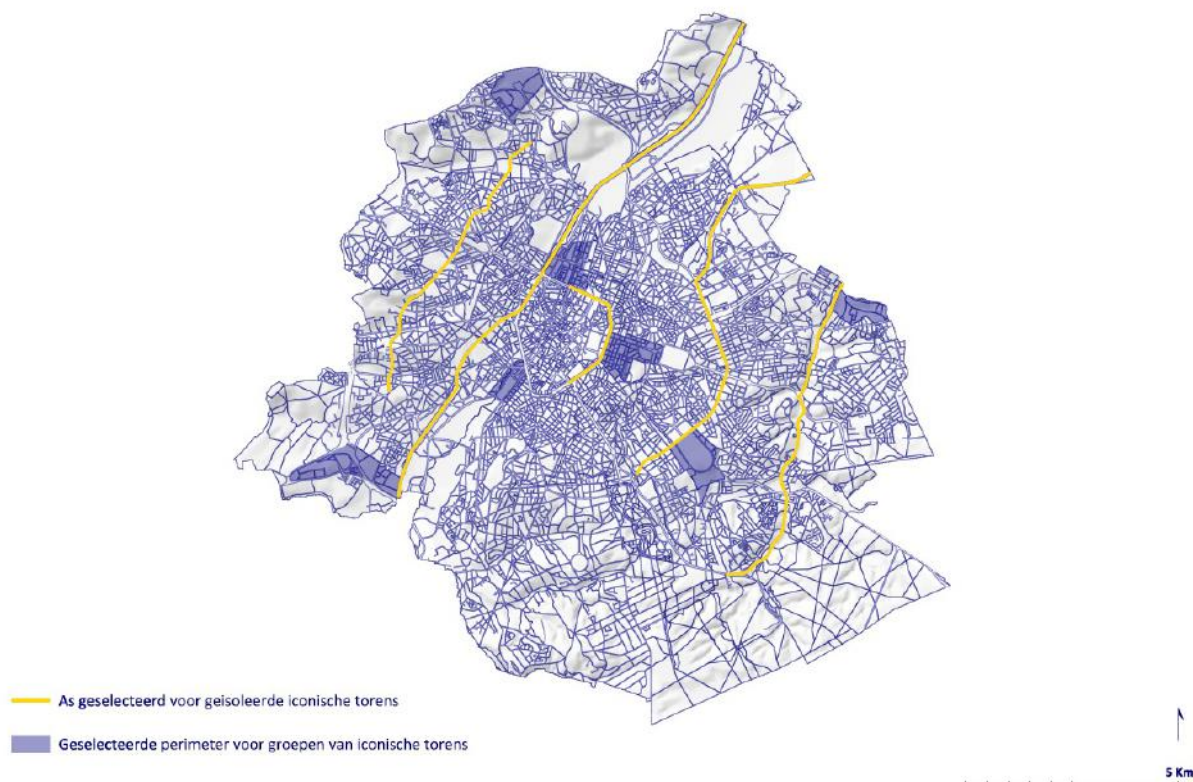 As geselecteerd voor geïsoleerde iconische torens
Geselecteerde perimeter voor groepen van iconische torens
5 Km